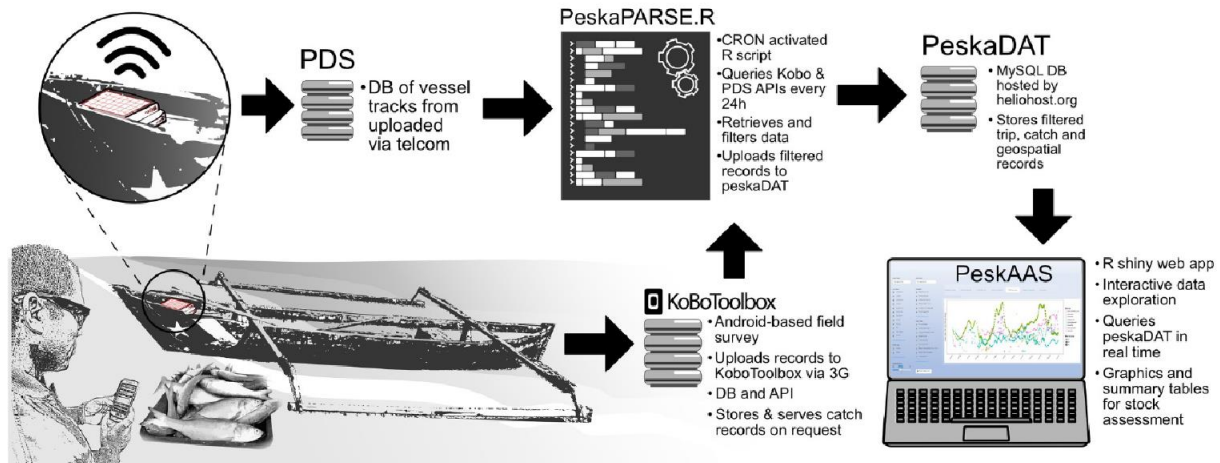 PDS
• DB of vessel
tracks from
uploaded
via telcom
PeskaPARSE.R
•CRON activated
R script
•Queries Kobo &
PDS APIs every
24h
•Retrieves and
filters data
•Uploads filtered
records to
peskaDAT
PeskaDAT
• MySQL DB
hosted by
heliohost.org
• Stores filtered
trip, catch and
geospatial
records
KoBoToolbox
• Android-based field
survey
• Uploads records to
KoboToolbox via 3G
• DB and API
• Stores & serves catch
records on request
PeskAAS
• R shiny web app
• Interactive data
exploration
• Queries
peskaDAT in
real time
• Graphics and
summary tables
for stock
assessment